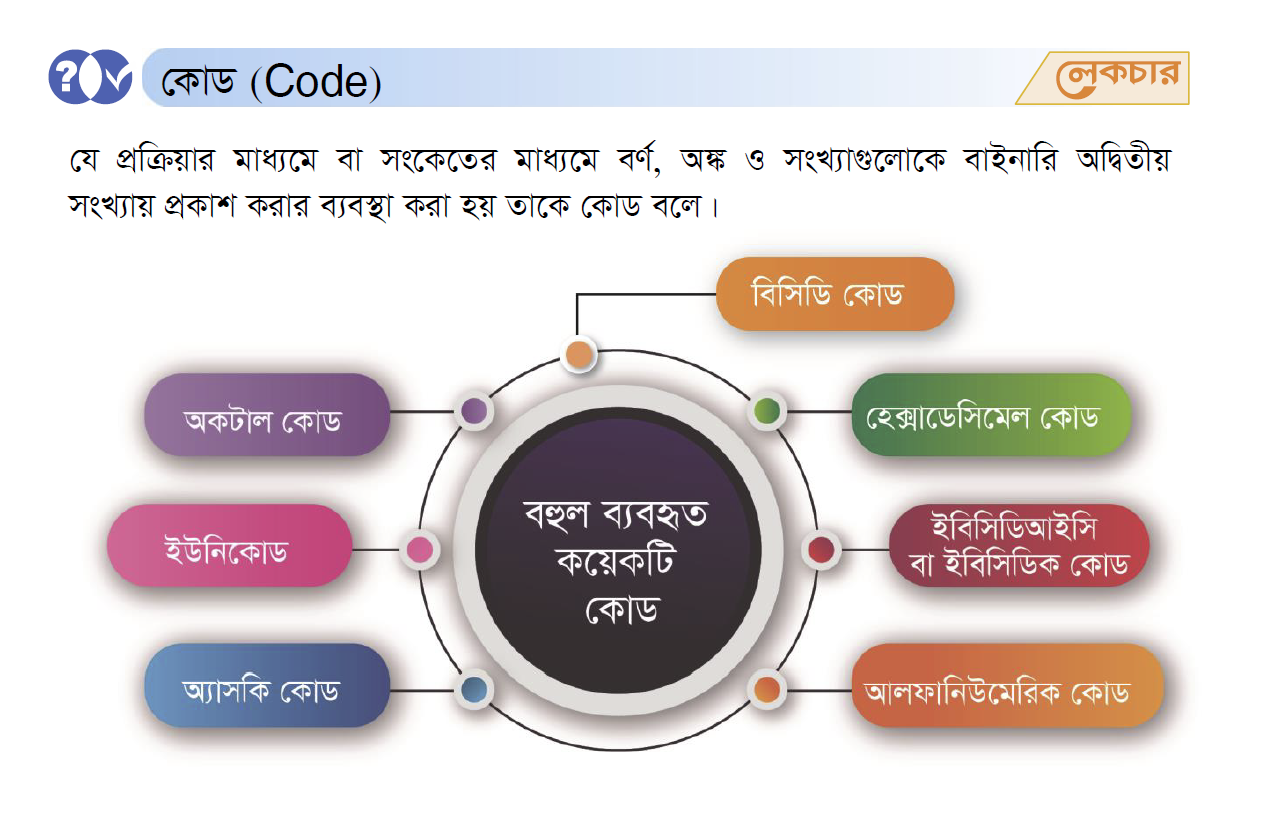 কোড (Code)
লেকচার
যে প্রক্রিয়ার মাধ্যমে বা সংকেতের মাধ্যমে বর্ণ, অঙ্ক ও সংখ্যাগুলোকে বাইনারি অদ্বিতীয়
সংখ্যায় প্রকাশ করার ব্যবস্থা করা হয় তাকে কোড বলে।
বিসিডি কোড
অকটাল কোড
হেক্সাডেসিমেল কোড
বহুল ব্যবহৃত
কয়েকটি
কোড
ইউনিকোড
ইবিসিডিআইসি
বা ইবিসিডিক কোড
অ্যাসকি কোড
আলফানিউমেরিক কোড